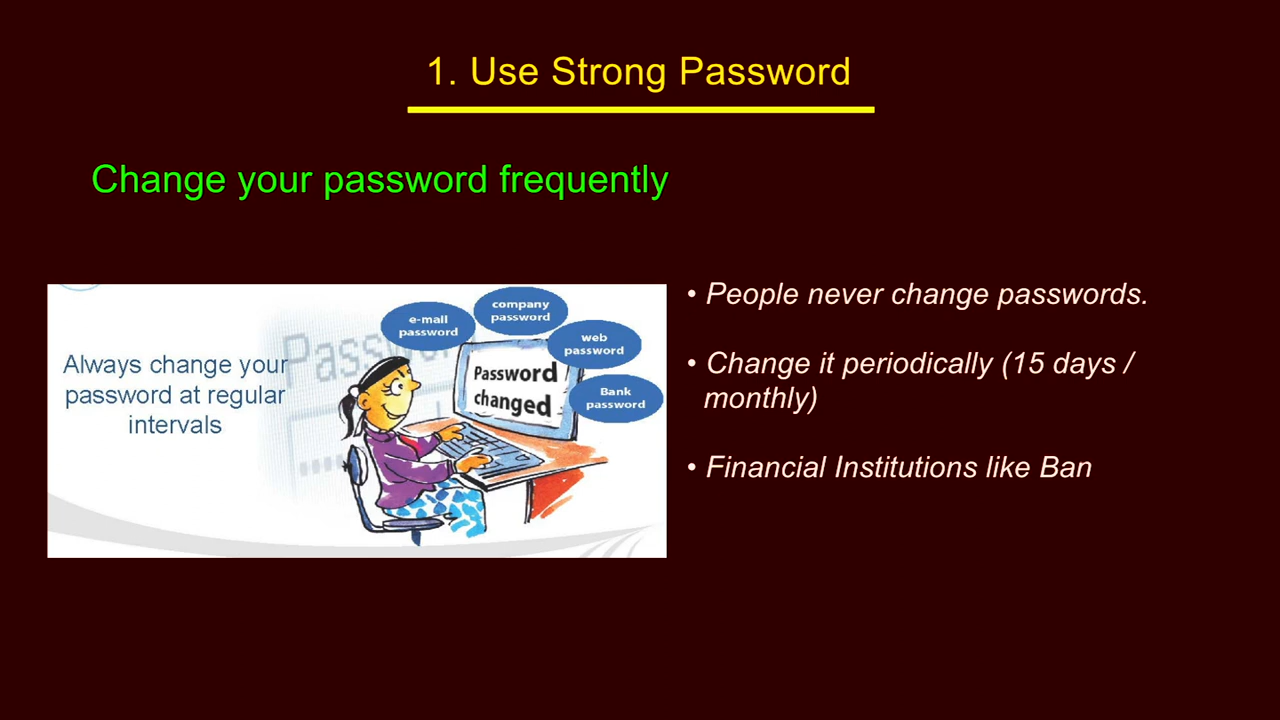 1. Use Strong Password
Change your password frequently
Always change your
password at regular
intervals
e-mail
password
company
password
web
password
Bank
password
Password
changed
• People never change passwords.
• Change it periodically (15 days /
monthly)
• Financial Institutions like Ban